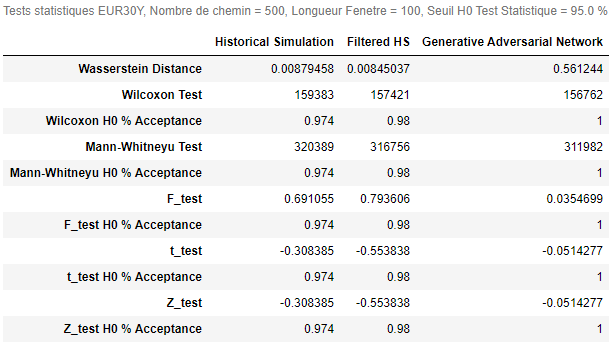 Tests statistiques EUR30Y, Nombre de chemin = 500, Longueur Fenetre = 100, Seuil H0 Test Statistique = 95.0 %
Historical Simulation Filtered HS Generative Adversarial Network
Wasserstein Distance 0.00879458 0.00845037 0.561244
Wilcoxon Test 159383 157421 156762
Wilcoxon H0 % Acceptance 0.974 0.98 1
Mann-Whitneyu Test 320389 316756 311982
Mann-Whitneyu H0 % Acceptance 0.974 0.98 1
F_test 0.691055 0.793606 0.0354699
F_test H0 % Acceptance 0.974 0.98 1
t_test -0.308385 -0.553838 -0.0514277
t_test H0 % Acceptance 0.974 0.98 1
Z_test -0.308385 -0.553838 -0.0514277
Z_test H0 % Acceptance 0.974 0.98 1